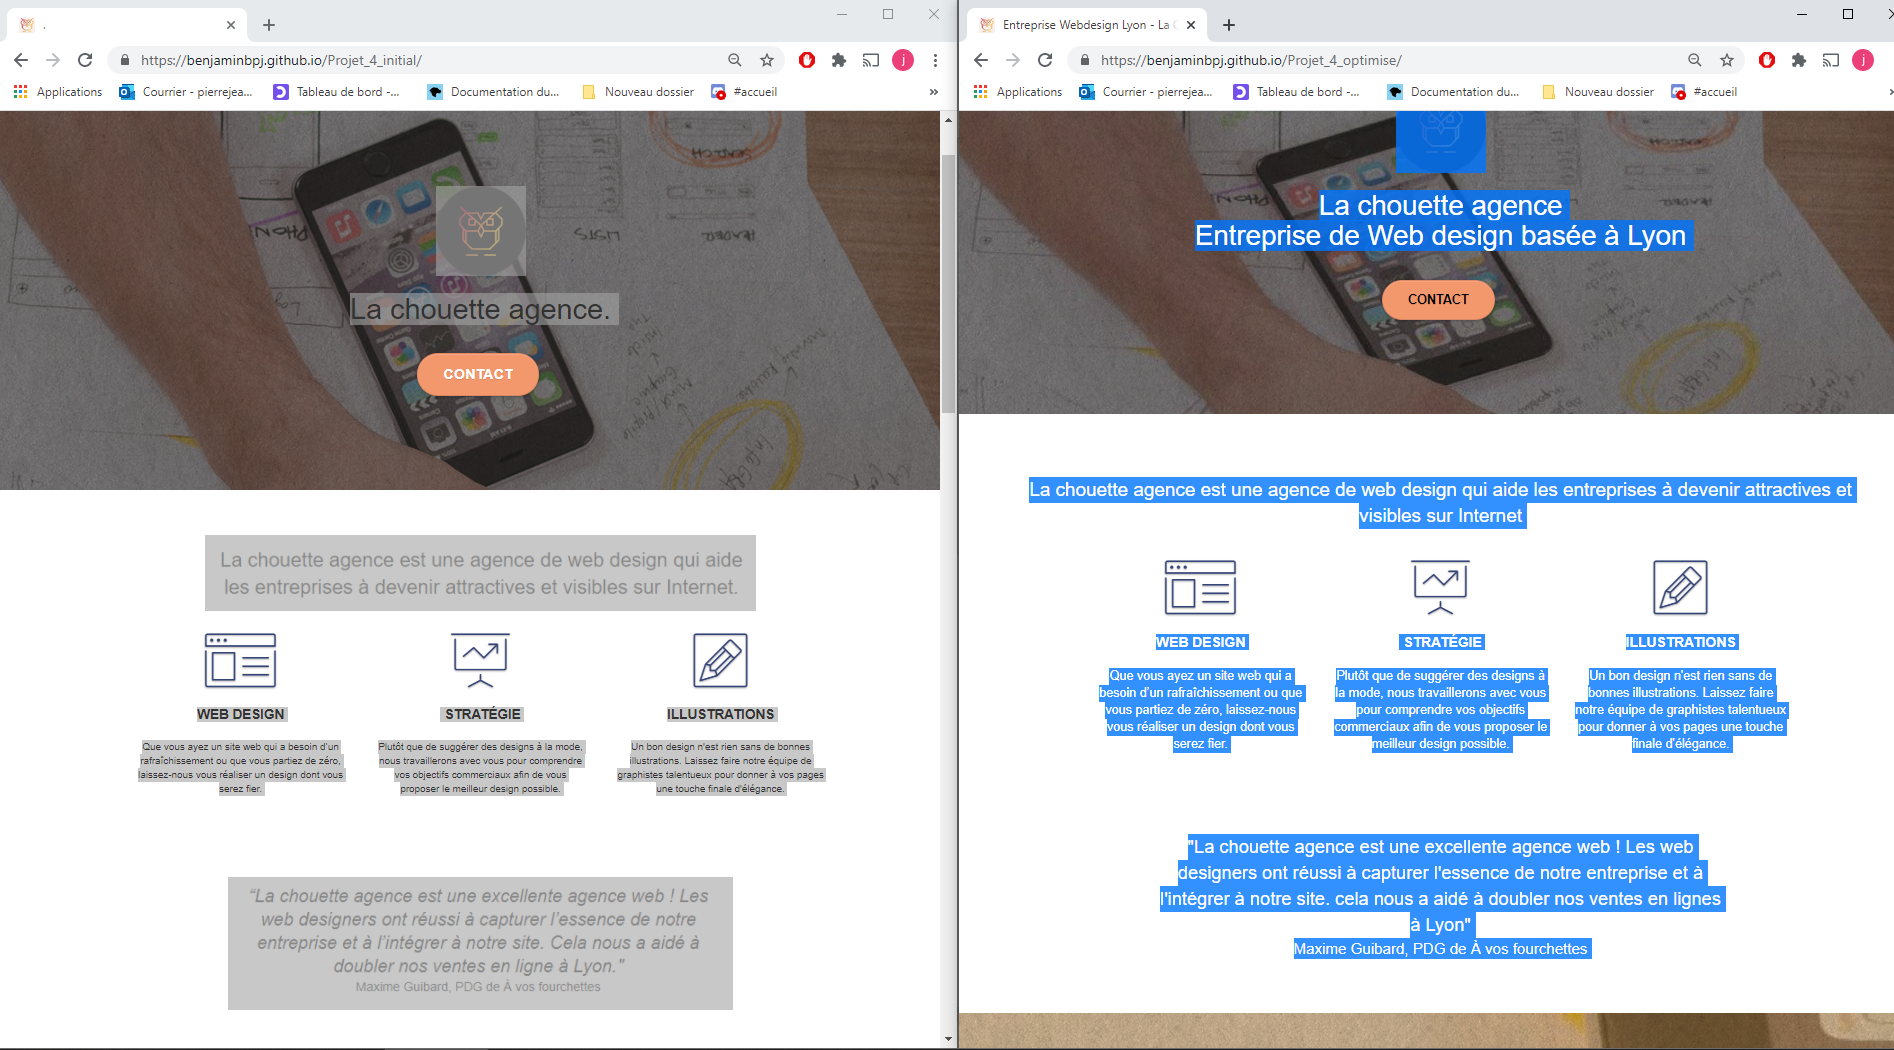 .
https://benjaminbpj.github.io/Projet_4_initial/
j
Applications
Courrier - pierrejea...
Tableau de bord -...
Documentation du...
Nouveau dossier
#accueil
»
LISTS
HEADER
La chouette agence.
CONTACT
La chouette agence est une agence de web design qui aide
les entreprises à devenir attractives et visibles sur Internet.
WEB DESIGN
STRATÉGIE
ILLUSTRATIONS
Que vous ayez un site web qui a besoin d'un
rafraîchissement ou que vous partiez de zéro,
laissez-nous vous réaliser un design dont vous
serez fier.
Plutôt que de suggérer des designs à la mode,
nous travaillerons avec vous pour comprendre
vos objectifs commerciaux afin de vous
proposer le meilleur design possible.
Un bon design n'est rien sans de bonnes
illustrations. Laissez faire notre équipe de
graphistes talentueux pour donner à vos pages
une touche finale d'élégance.
“La chouette agence est une excellente agence web ! Les
web designers ont réussi à capturer l’essence de notre
entreprise et à l’intégrer à notre site. Cela nous a aidé à
doubler nos ventes en ligne à Lyon.”
Maxime Guibard, PDG de À vos fourchettes
Entreprise Webdesign Lyon - La C
https://benjaminbpj.github.io/Projet_4_optimise/
j
Applications
Courrier - pierrejea...
Tableau de bord -...
Documentation du...
Nouveau dossier
#accueil
La chouette agence
Entreprise de Web design basée à Lyon
CONTACT
La chouette agence est une agence de web design qui aide les entreprises à devenir attractives et
visibles sur Internet
WEB DESIGN
STRATÉGIE
ILLUSTRATIONS
Que vous ayez un site web qui a
besoin d'un rafraîchissement ou que
vous partiez de zéro, laissez-nous
vous réaliser un design dont vous
serez fier.
Plutôt que de suggérer des designs à
la mode, nous travaillerons avec vous
pour comprendre vos objectifs
commerciaux afin de vous proposer le
meilleur design possible.
Un bon design n'est rien sans de
bonnes illustrations. Laissez faire
notre équipe de graphistes talentueux
pour donner à vos pages une touche
finale d'élégance.
"La chouette agence est une excellente agence web ! Les web
designers ont réussi à capturer l'essence de notre entreprise et à
l'intégrer à notre site. cela nous a aidé à doubler nos ventes en lignes
à Lyon"
Maxime Guibard, PDG de À vos fourchettes